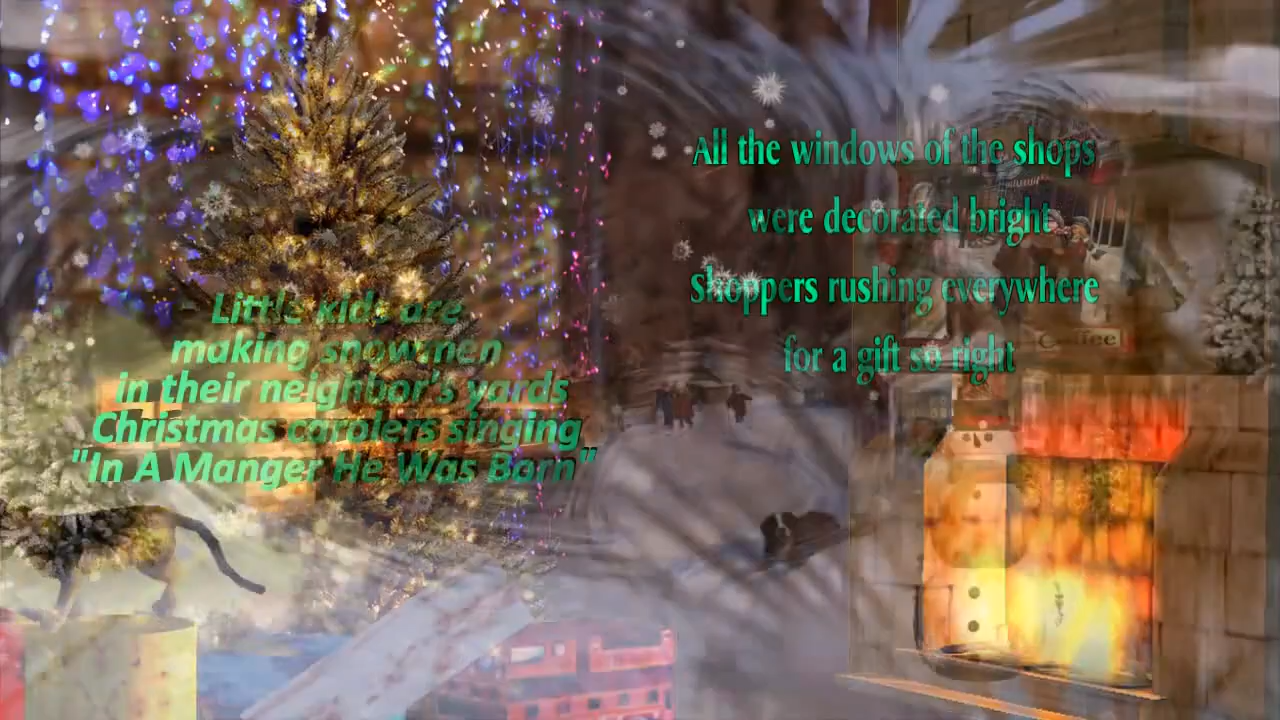 All the windows of the shops
were decorated bright
Shoppers rushing everywhere
for a gift so right
Little kids are
making snowmen
in their neighbor's yards
Christmas carolers singing
"In A Manger He Was Born"
Coffee